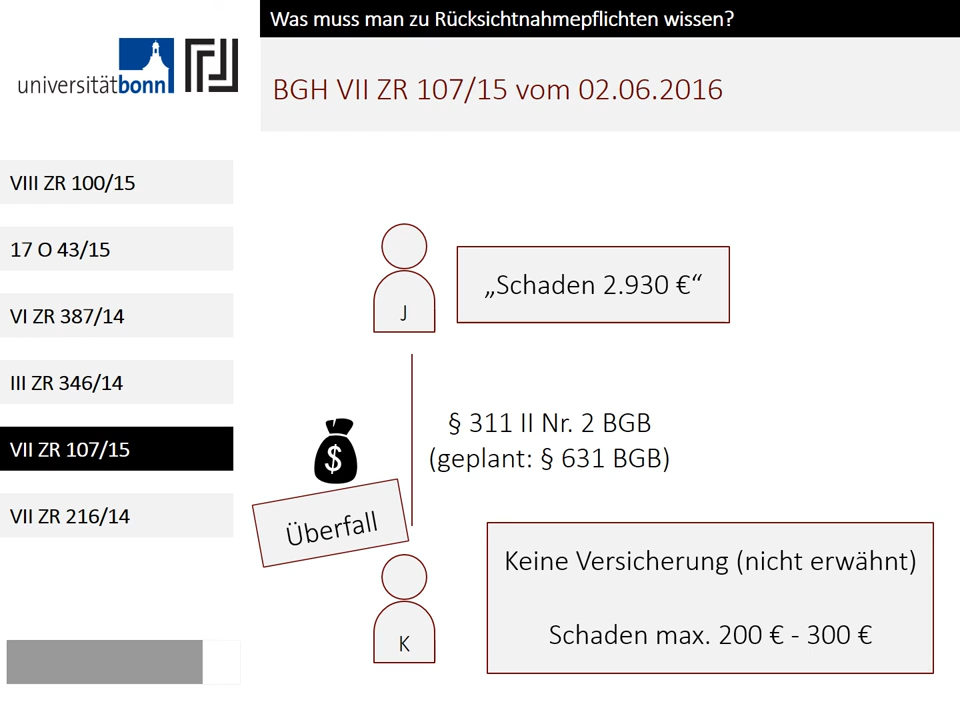 Was muss man zu Rücksichtnahmepflichten wissen?
universitätbonn
BGH VII ZR 107/15 vom 02.06.2016
VIII ZR 100/15
17 O 43/15
VI ZR 387/14
III ZR 346/14
VII ZR 107/15
VII ZR 216/14
J
„Schaden 2.930 €“
§ 311 II Nr. 2 BGB
(geplant: § 631 BGB)
$
Überfall
K
Keine Versicherung (nicht erwähnt)
Schaden max. 200 € - 300 €